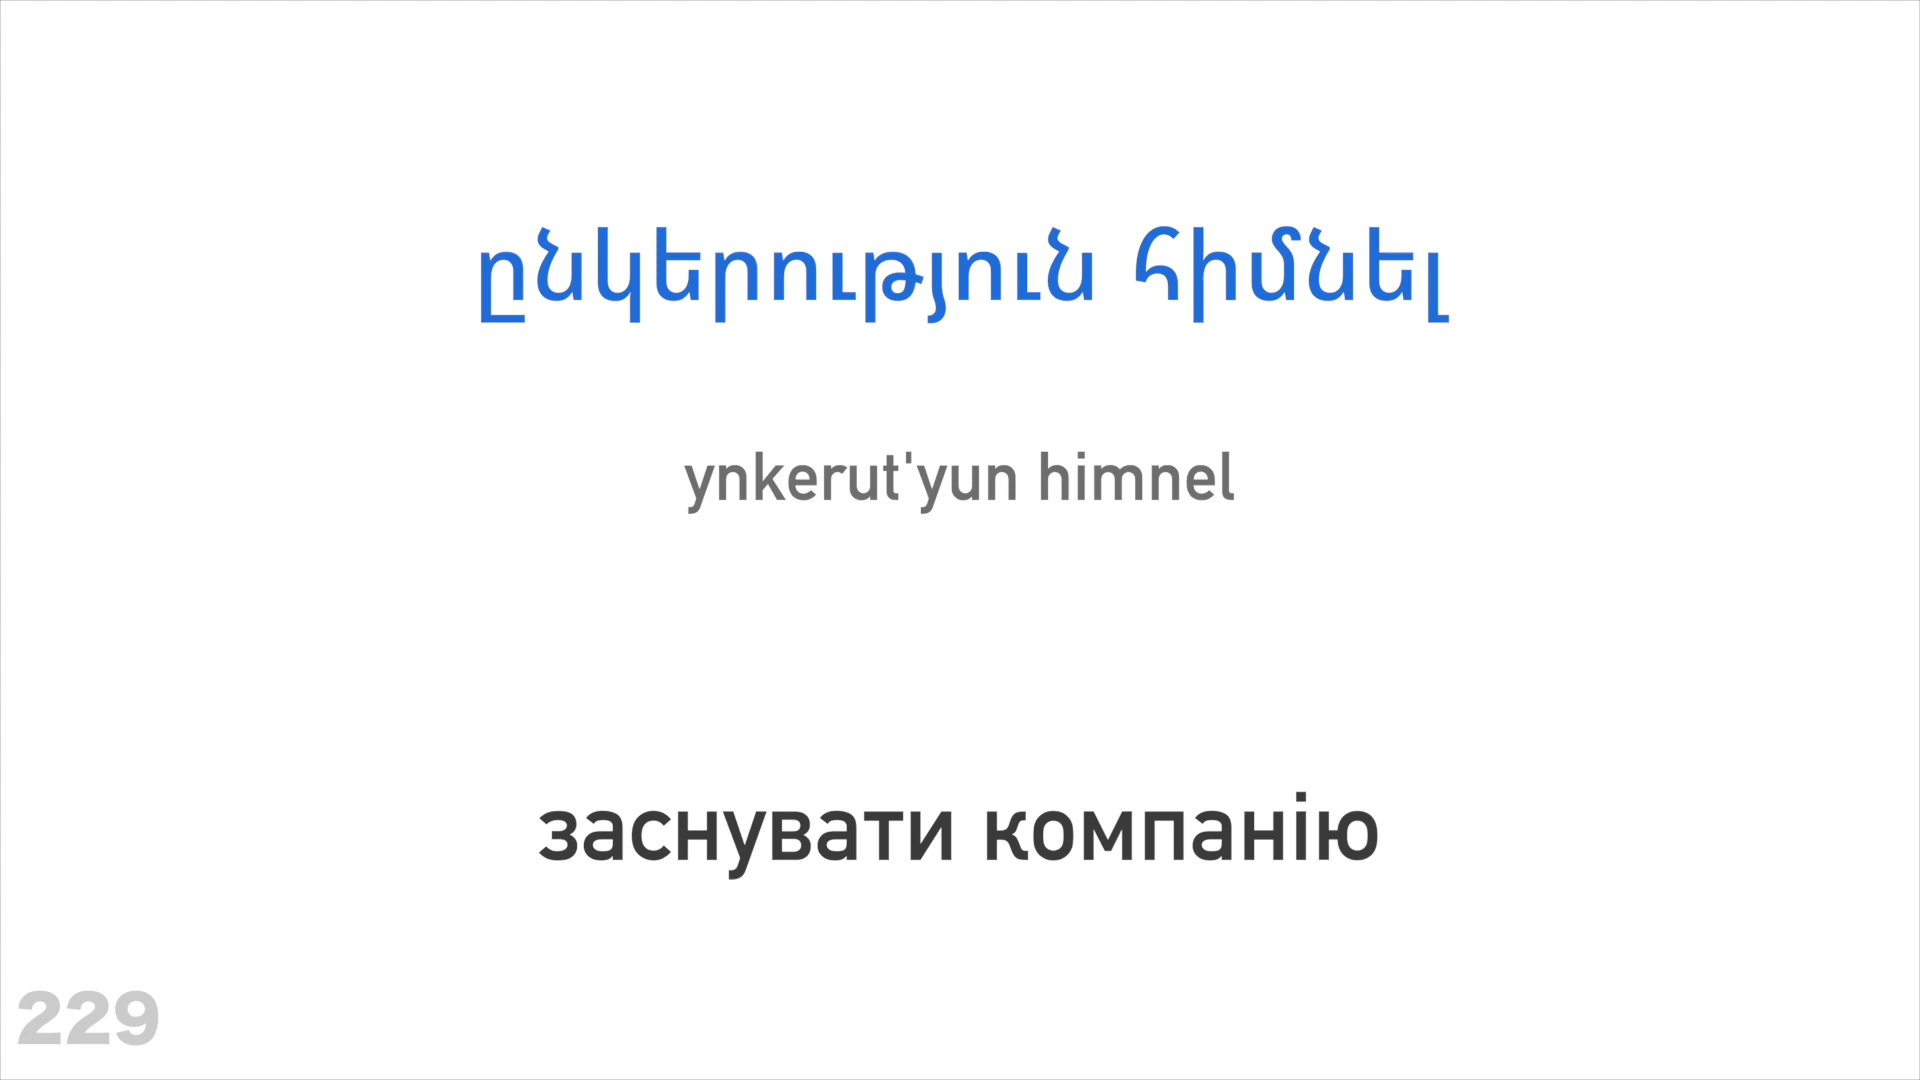 ընկերություն հիմնել
ynkerut'yun himnel
заснувати компанію
229